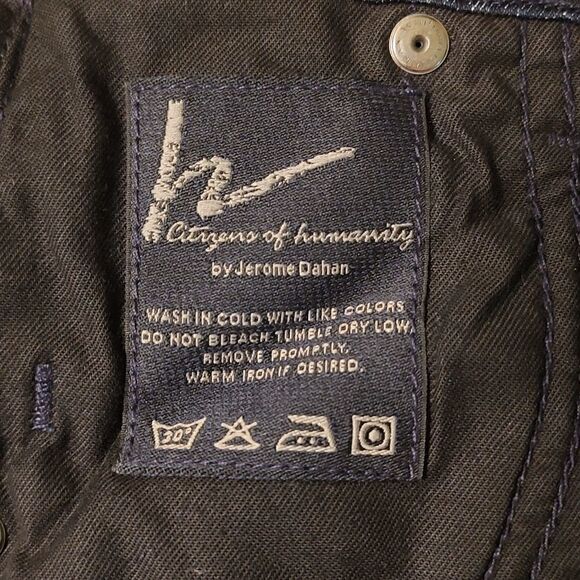 h
Citizens of humanity
by Jerome Dahan
WASH IN COLD WITH LIKE COLORS
DO NOT BLEACH TUMBLE DRY LOW.
REMOVE PROMPTLY.
WARM IRON IF DESIRED.
30°